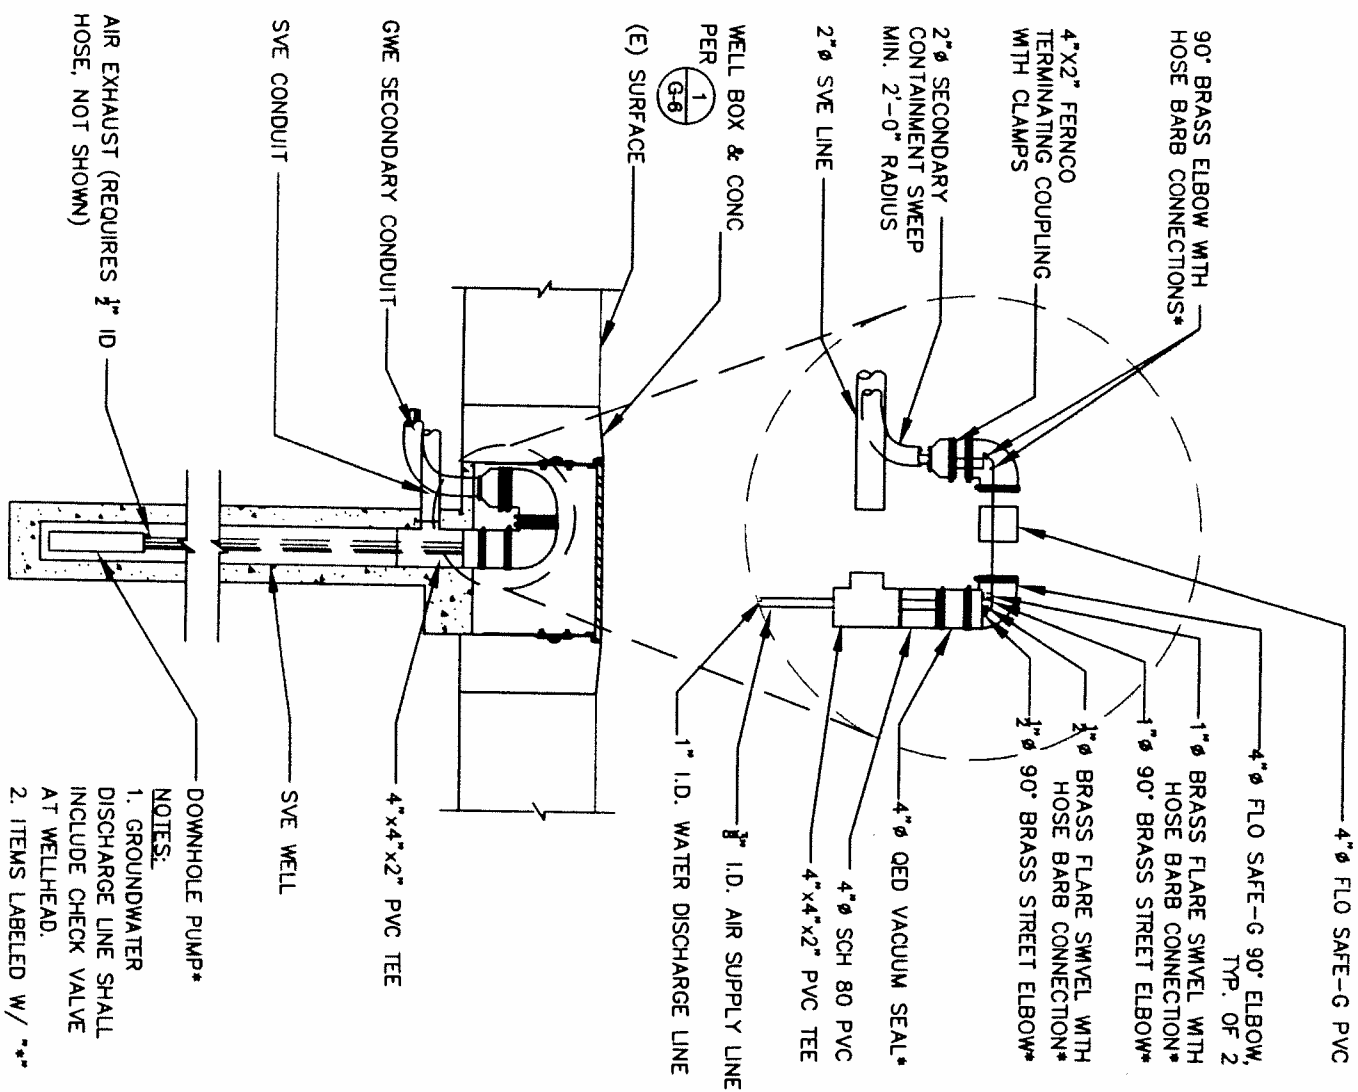 90° BRASS ELBOW WITH
HOSE BARB CONNECTIONS*
4"X2" FERNCO
TERMINATING COUPLING
WITH CLAMPS
2"ø SECONDARY
CONTAINMENT SWEEP
MIN. 2'-0" RADIUS
2"ø SVE LINE
WELL BOX & CONC
PER
1
G-6
(E) SURFACE
GWE SECONDARY CONDUIT
SVE CONDUIT
AIR EXHAUST (REQUIRES 1/2" ID
HOSE, NOT SHOWN)
4"ø FLO SAFE-G PVC
4"ø FLO SAFE-G 90° ELBOW,
TYP. OF 2
1"ø BRASS FLARE SWIVEL WITH
HOSE BARB CONNECTION*
1"ø 90° BRASS STREET ELBOW*
1/2"ø BRASS FLARE SWIVEL WITH
HOSE BARB CONNECTION*
1/2"ø 90° BRASS STREET ELBOW*
4"ø QED VACUUM SEAL*
4"ø SCH 80 PVC
4"x4"x2" PVC TEE
3/8" I.D. AIR SUPPLY LINE
1" I.D. WATER DISCHARGE LINE
4"x4"x2" PVC TEE
SVE WELL
DOWNHOLE PUMP*
NOTES:
1. GROUNDWATER
DISCHARGE LINE SHALL
INCLUDE CHECK VALVE
AT WELLHEAD.
2. ITEMS LABELED W/ "*"